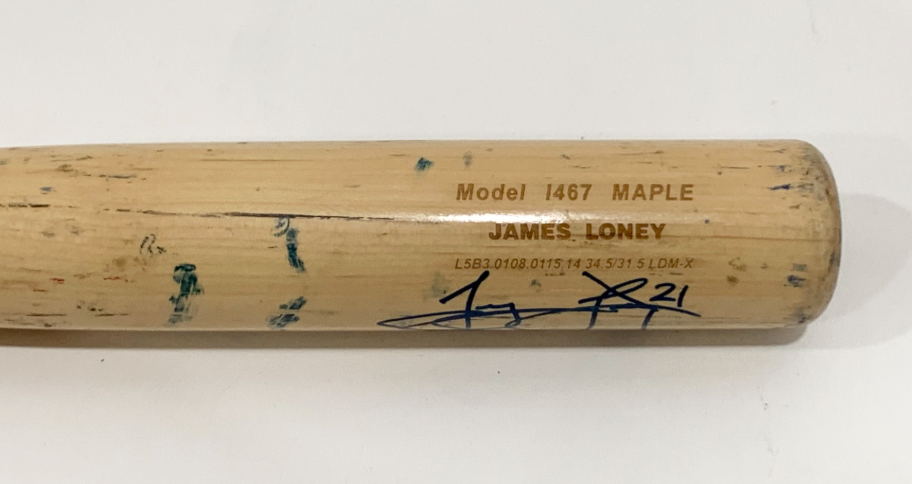 Model I467 MAPLE
JAMES LONEY
L5B3.0108.0115.14 34.5/31.5 LDM-X
21